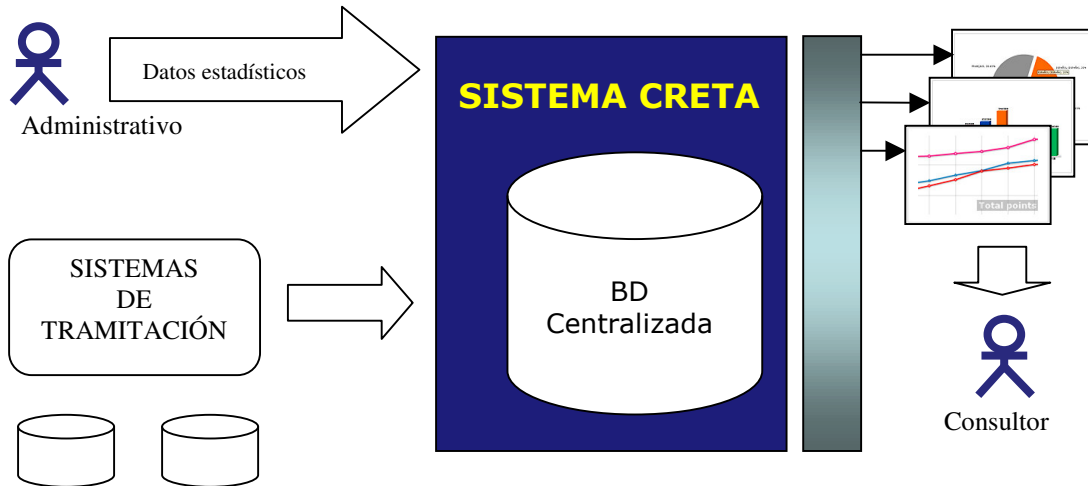 Datos estadísticos
Administrativo
SISTEMAS
DE
TRAMITACIÓN
SISTEMA CRETA
BD
Centralizada
Total points
Consultor